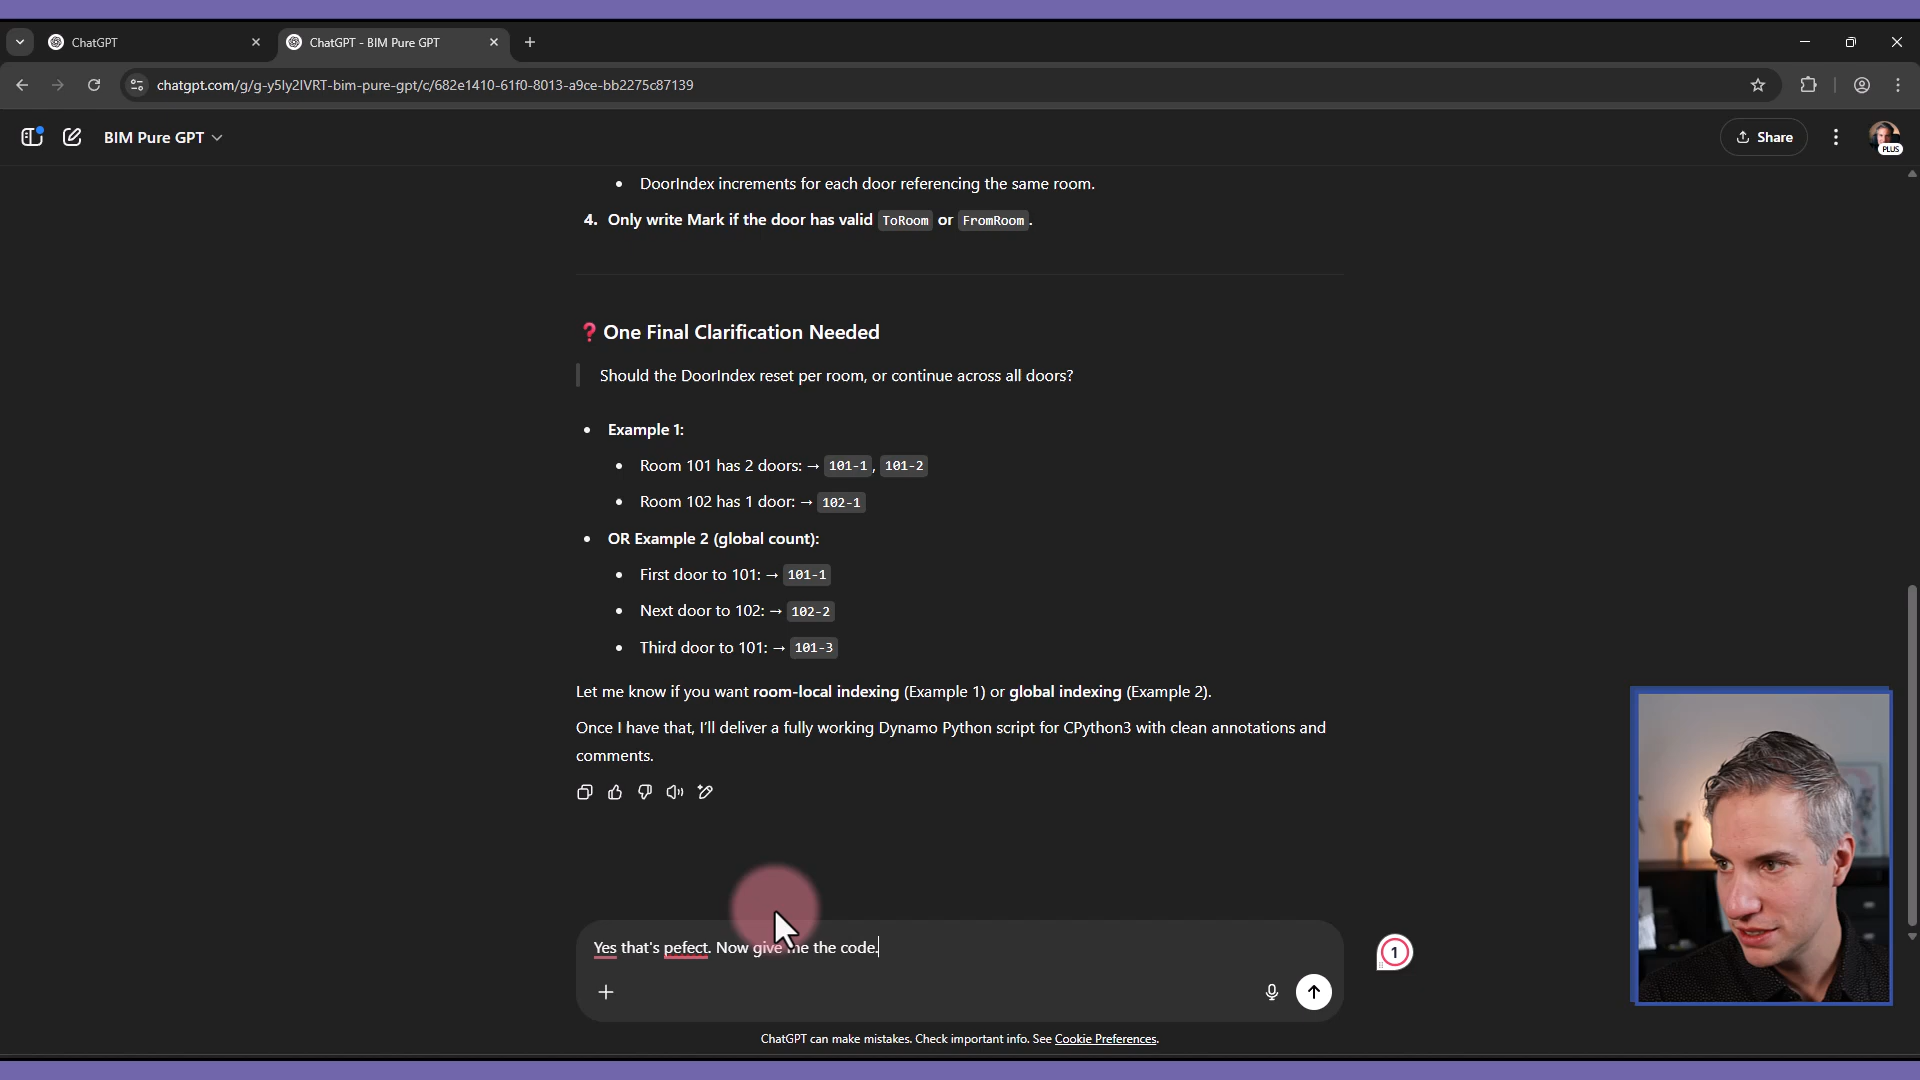 ChatGPT
ChatGPT - BIM Pure GPT
chatgpt.com/g/g-y5Iy2lVRT-bim-pure-gpt/c/682e1410-61f0-8013-a9ce-bb2275c87139
BIM Pure GPT
Share
PLUS
• DoorIndex increments for each door referencing the same room.
4. Only write Mark if the door has valid ToRoom or FromRoom.
❓ One Final Clarification Needed
Should the DoorIndex reset per room, or continue across all doors?
• Example 1:
• Room 101 has 2 doors: → 101-1, 101-2
• Room 102 has 1 door: → 102-1
• OR Example 2 (global count):
• First door to 101: → 101-1
• Next door to 102: → 102-2
• Third door to 101: → 101-3
Let me know if you want room-local indexing (Example 1) or global indexing (Example 2).
Once I have that, I'll deliver a fully working Dynamo Python script for CPython3 with clean annotations and
comments.
Yes that's pefect. Now give me the code.
1
ChatGPT can make mistakes. Check important info. See Cookie Preferences.